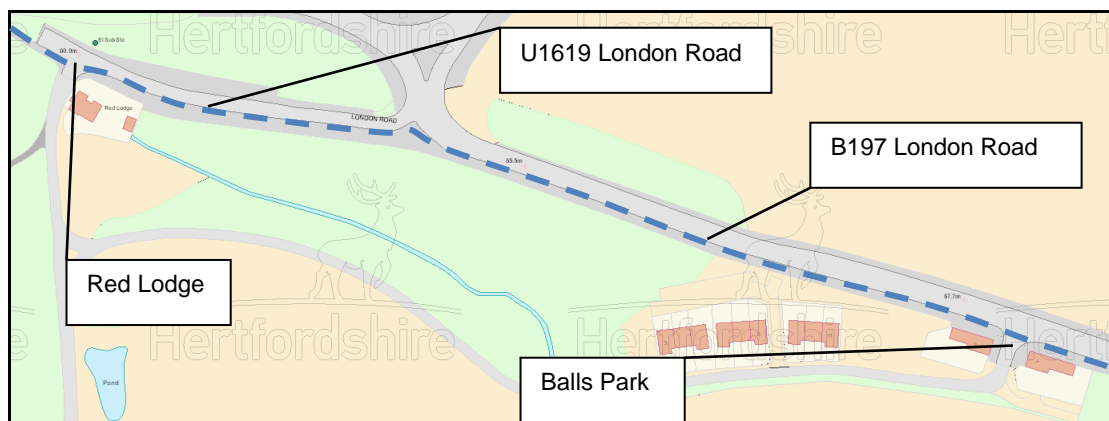 Hertfordshire
Hertfordshire
Hertf
El Sub Sta
60.0m
U1619 London Road
Red Lodge
LONDON ROAD
65.5m
B197 London Road
Red Lodge
67.7m
Hertfordshire
Hertfordshire
Pond
Balls Park